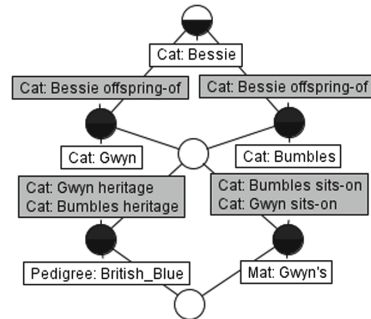 Cat: Bessie
Cat: Bessie offspring-of
Cat: Bessie offspring-of
Cat: Gwyn
Cat: Bumbles
Cat: Gwyn heritage
Cat: Bumbles heritage
Cat: Bumbles sits-on
Cat: Gwyn sits-on
Pedigree: British_Blue
Mat: Gwyn's